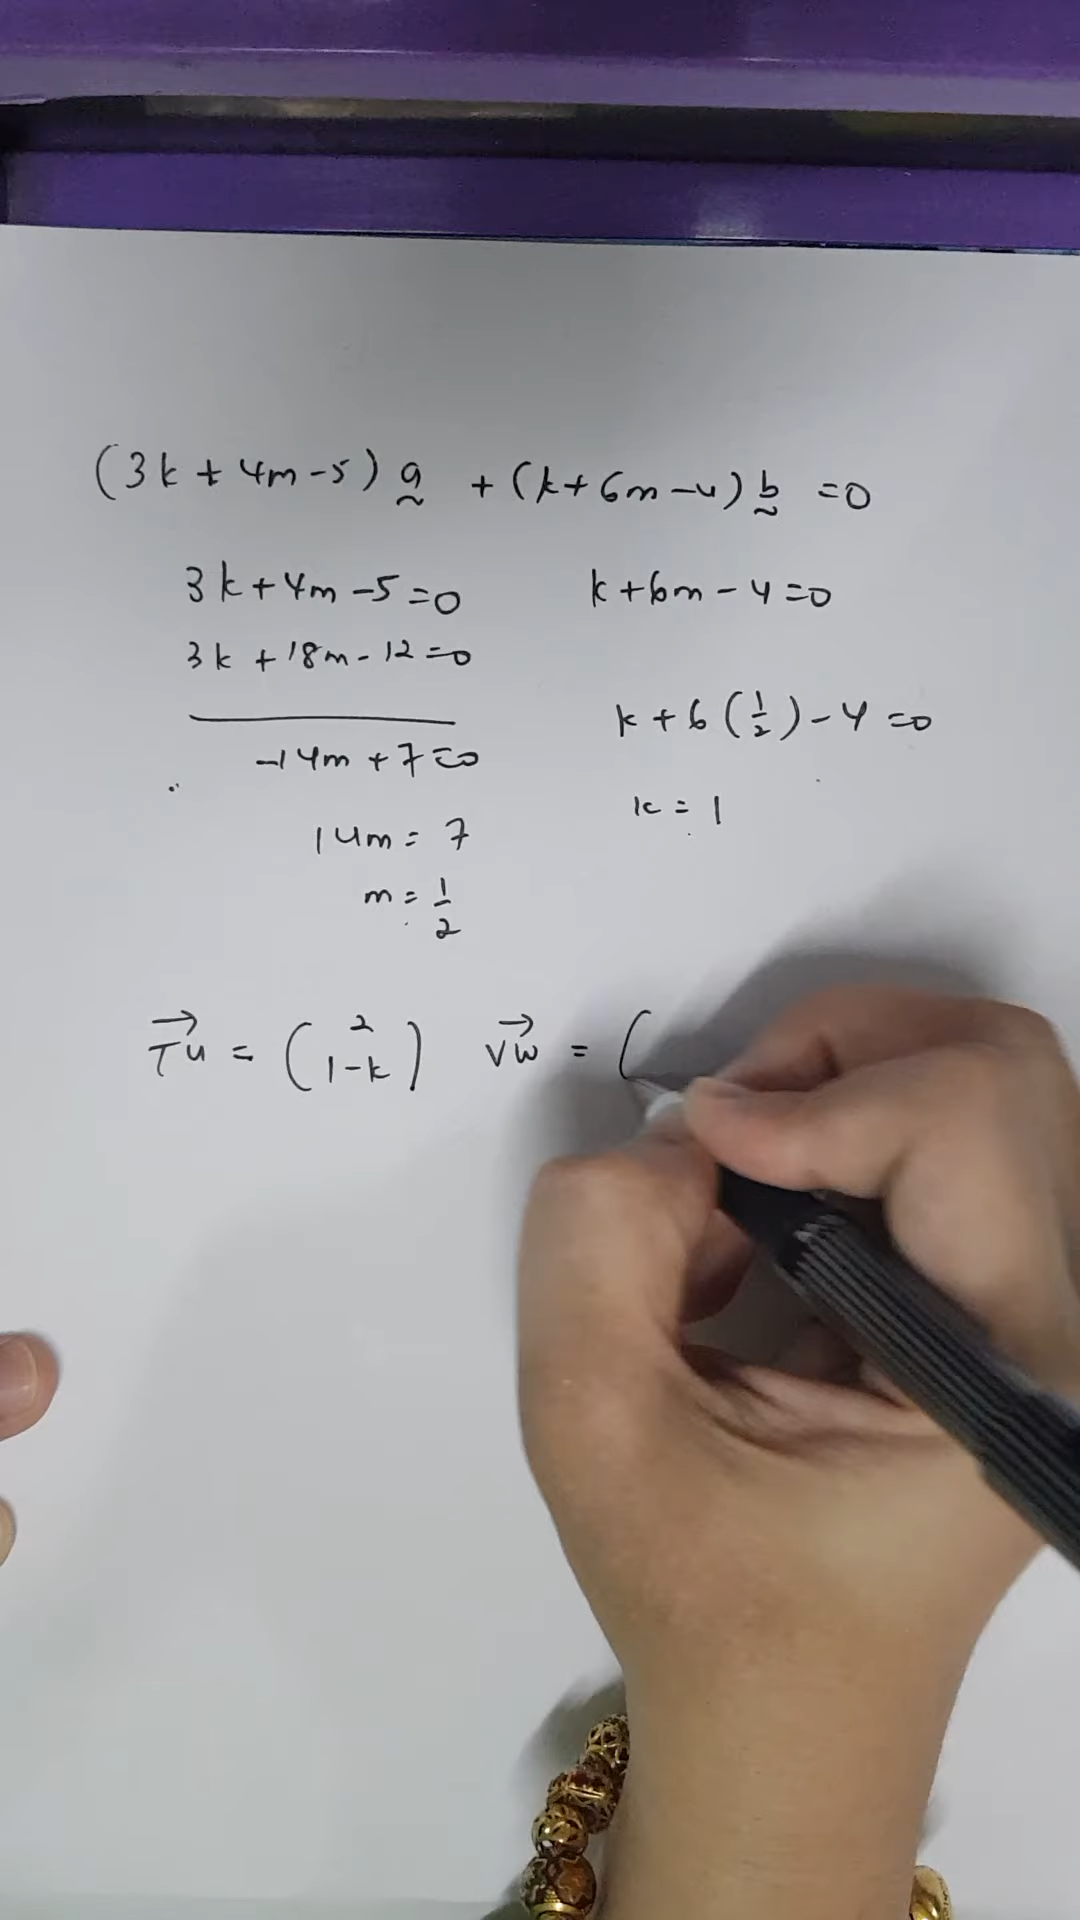 (3k + 4m - 5) a + (k + 6m - 4) b = 0
3k + 4m - 5 = 0 k + 6m - 4 = 0
3k + 18m - 12 = 0
k + 6 (1/2) - 4 = 0
-14m + 7 = 0
k = 1
14m = 7
m = 1/2
TU = (2 1-k) VW = (